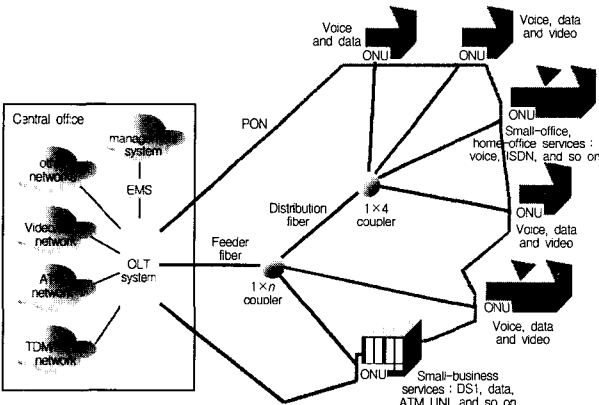 Voice
and data
ONU
Voice, data
and video
ONU
ONU
Small-office,
home-office services :
voice, ISDN, and so on
Central office
management
system
EMS
networks
Video
network
network
TDM
network
OLT
system
PON
Feeder
fiber
Distribution
fiber
1×4
coupler
1×n
coupler
ONU
Voice, data
and video
ONU
Voice, data
and video
ONU
Small-business
services : DS1, data,
ATM UNI, and so on